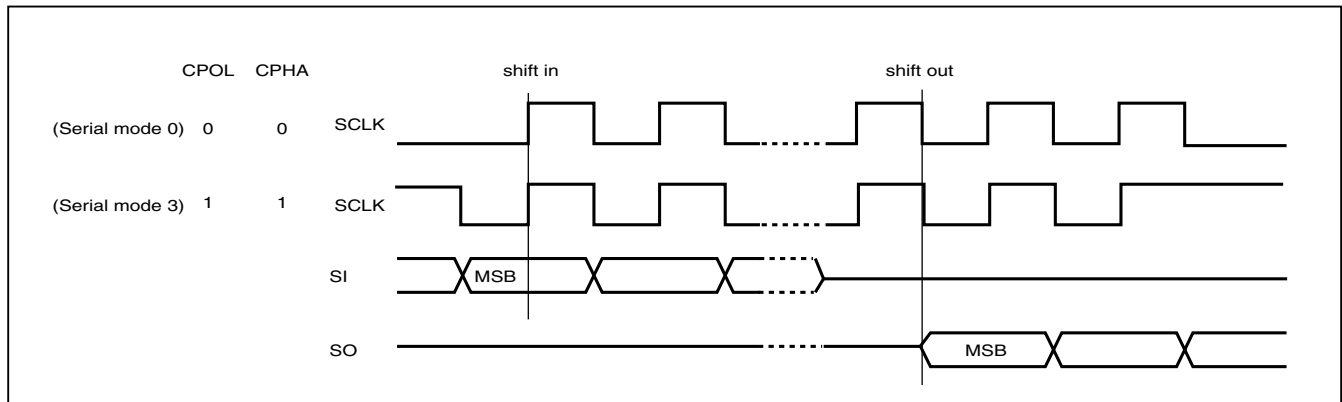 CPOL CPHA shift in shift out
(Serial mode 0) 0 0 SCLK
(Serial mode 3) 1 1 SCLK
SI MSB
SO MSB